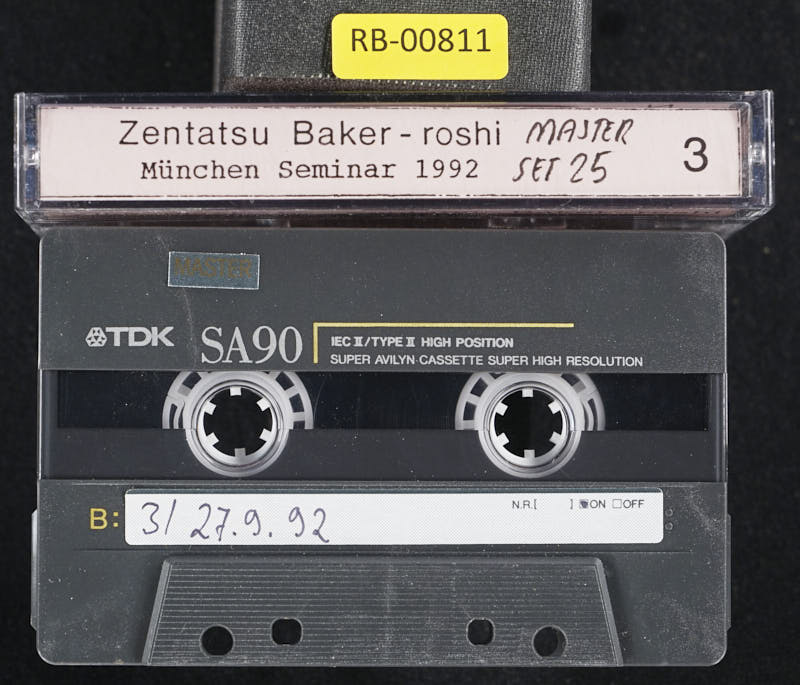 RB-00811
Zentatsu Baker-roshi MASTER
München Seminar 1992 SET 25
3
MASTER
TDK SA90
IEC II/TYPE II HIGH POSITION
SUPER AVILYN·CASSETTE SUPER HIGH RESOLUTION
B: 3/ 27.9.92
N.R.[ ] ON OFF